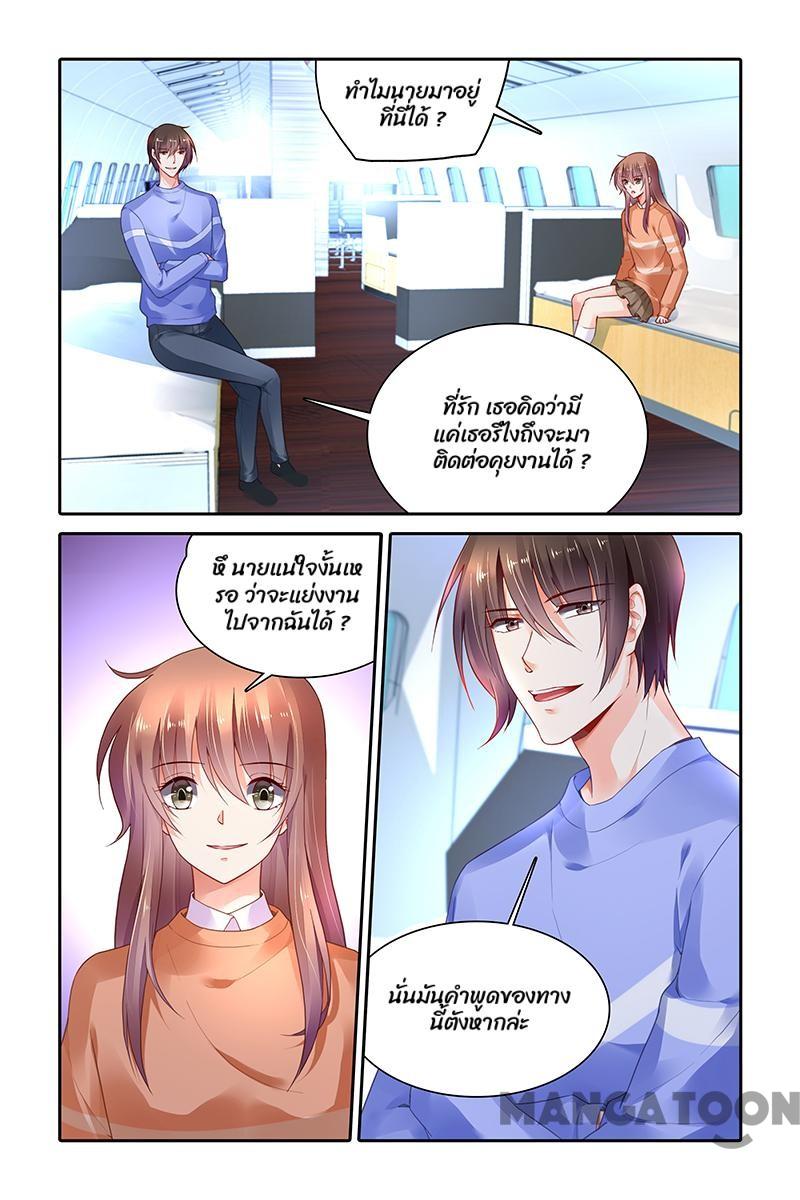 ทำไมนายมาอยู่
ที่นี่ได้ ?
ที่รัก เธอคิดว่ามี
แค่เธอรึไงถึงจะมา
ติดต่อคุยงานได้ ?
หึ นายแน่ใจงั้นเห
รอ ว่าจะแย่งงาน
ไปจากฉันได้ ?
นั่นมันคำพูดของทาง
นี้ตังหากล่ะ
MANGATOON